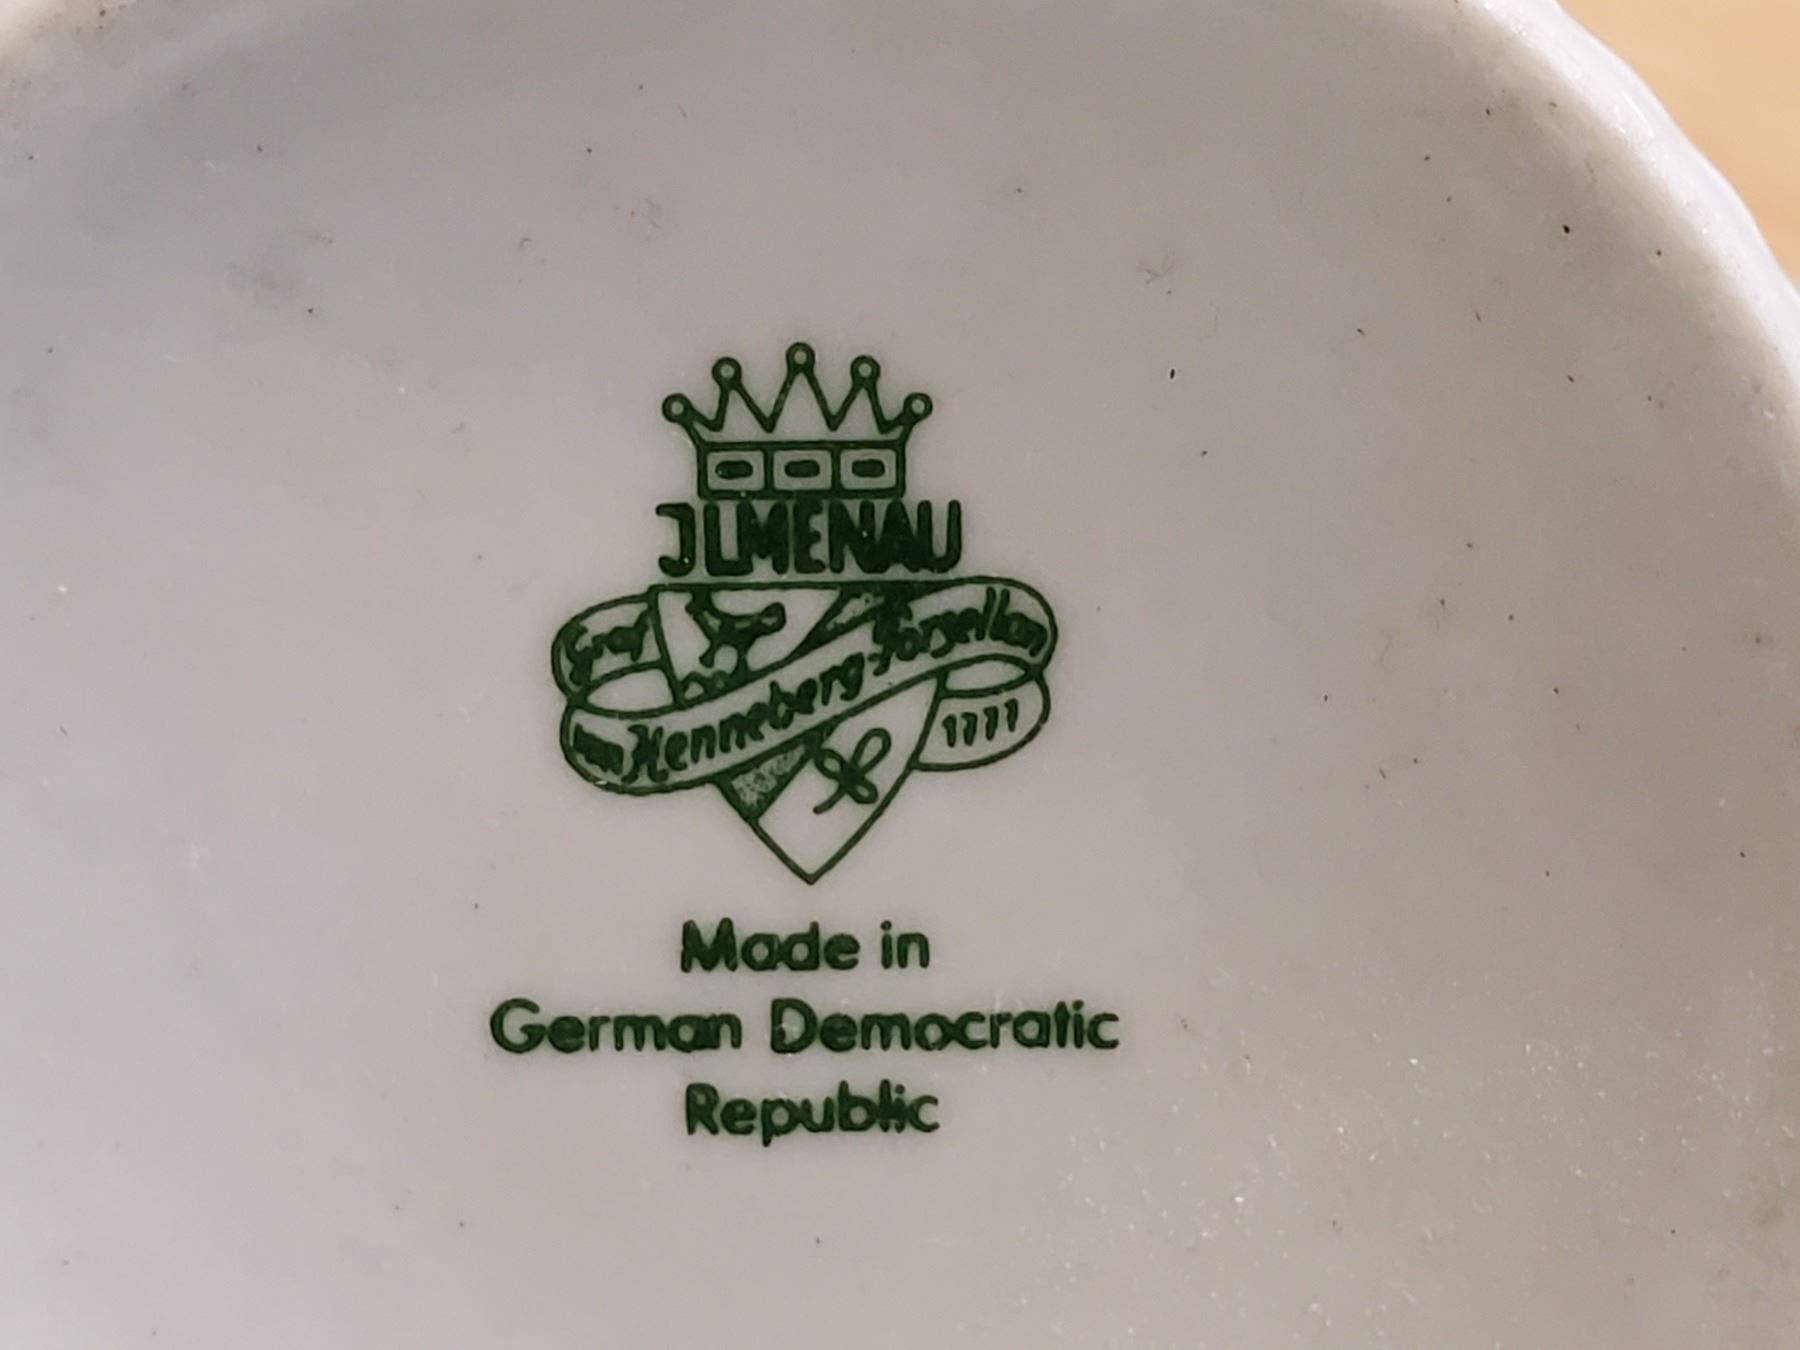 JLMENAU
Graf
von Henneberg-Porzellan
1777
Made in
German Democratic
Republic